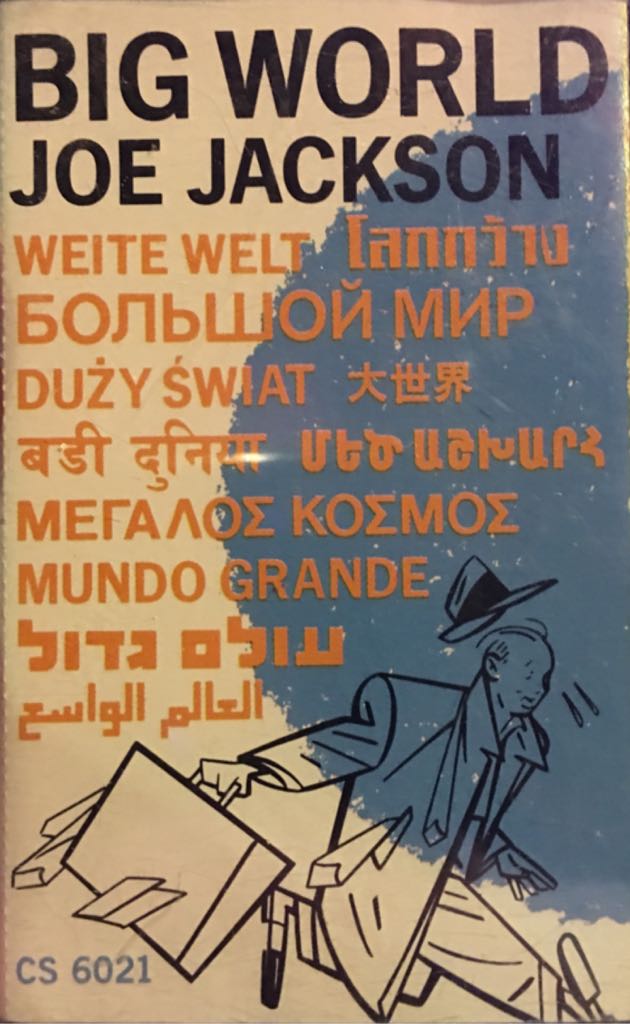 BIG WORLD
JOE JACKSON
WEITE WELT โลกกว้าง
БОЛЬШОЙ МИР
DUŻY ŚWIAT 大世界
बडी दुनिया ՄԵԾ ԱՇԽԱՐՀ
ΜΕΓΑΛΟΣ ΚΟΣΜΟΣ
MUNDO GRANDE
עולם גדול
العالم الواسع
CS 6021